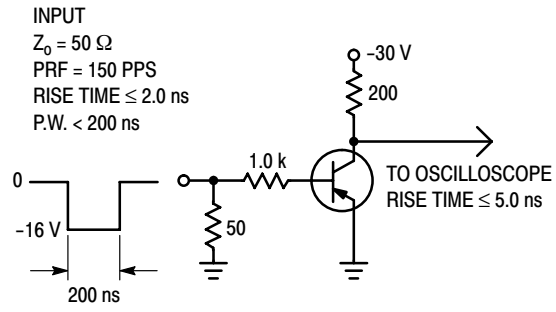 INPUT
Zo = 50 Ω
PRF = 150 PPS
RISE TIME ≤ 2.0 ns
P.W. < 200 ns
–30 V
200
1.0 k
TO OSCILLOSCOPE
RISE TIME ≤ 5.0 ns
0
–16 V
50
200 ns